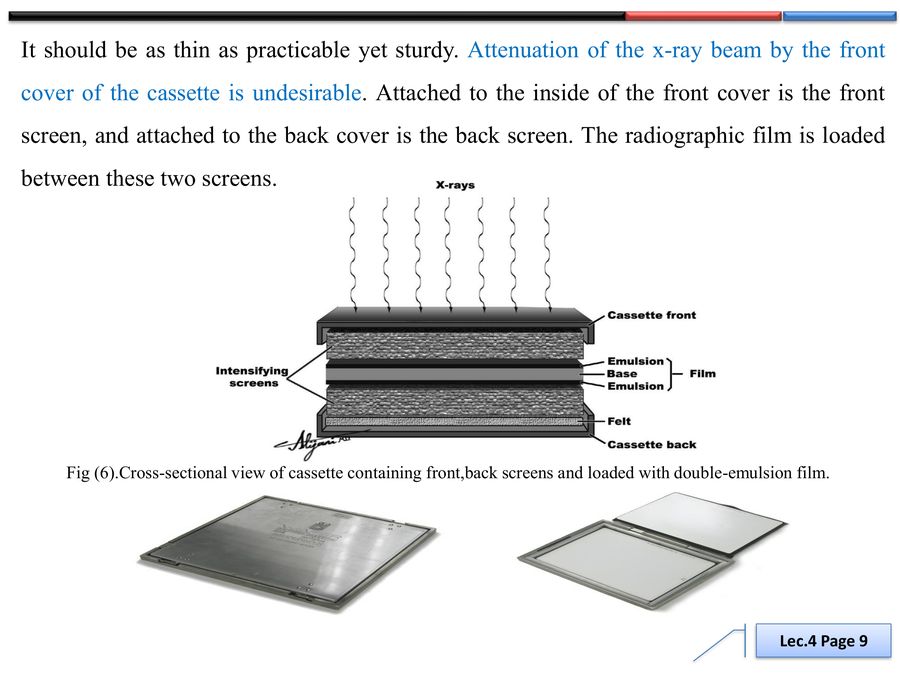 It should be as thin as practicable yet sturdy. Attenuation of the x-ray beam by the front
cover of the cassette is undesirable. Attached to the inside of the front cover is the front
screen, and attached to the back cover is the back screen. The radiographic film is loaded
between these two screens.
X-rays
Cassette front
Intensifying
screens
Emulsion
Base
Emulsion
Film
Felt
Cassette back
Fig (6).Cross-sectional view of cassette containing front,back screens and loaded with double-emulsion film.
Lec.4 Page 9